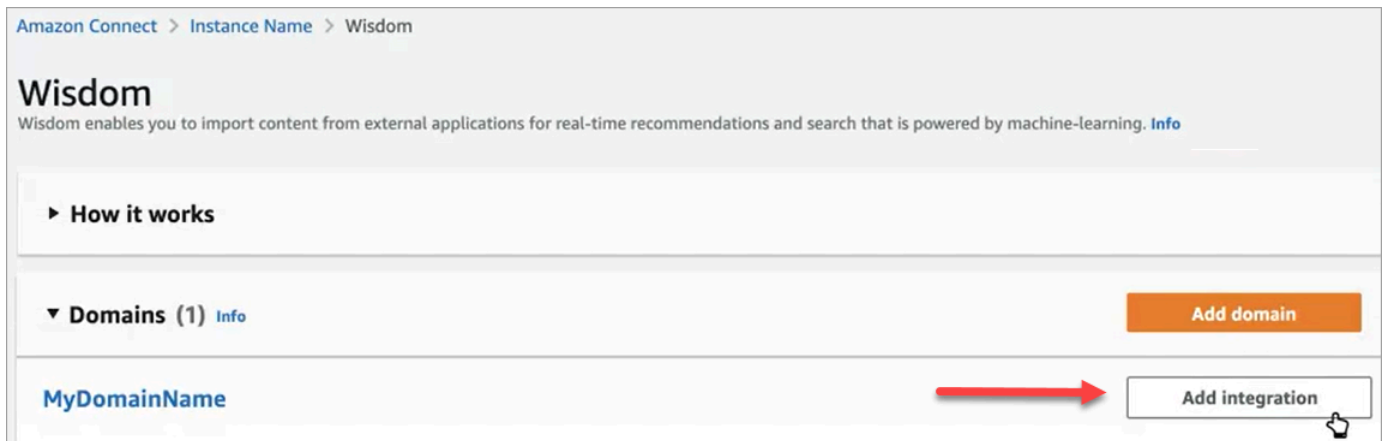 Amazon Connect > Instance Name > Wisdom
Wisdom
Wisdom enables you to import content from external applications for real-time recommendations and search that is powered by machine-learning. Info
How it works
Domains (1) Info
Add domain
MyDomainName
Add integration